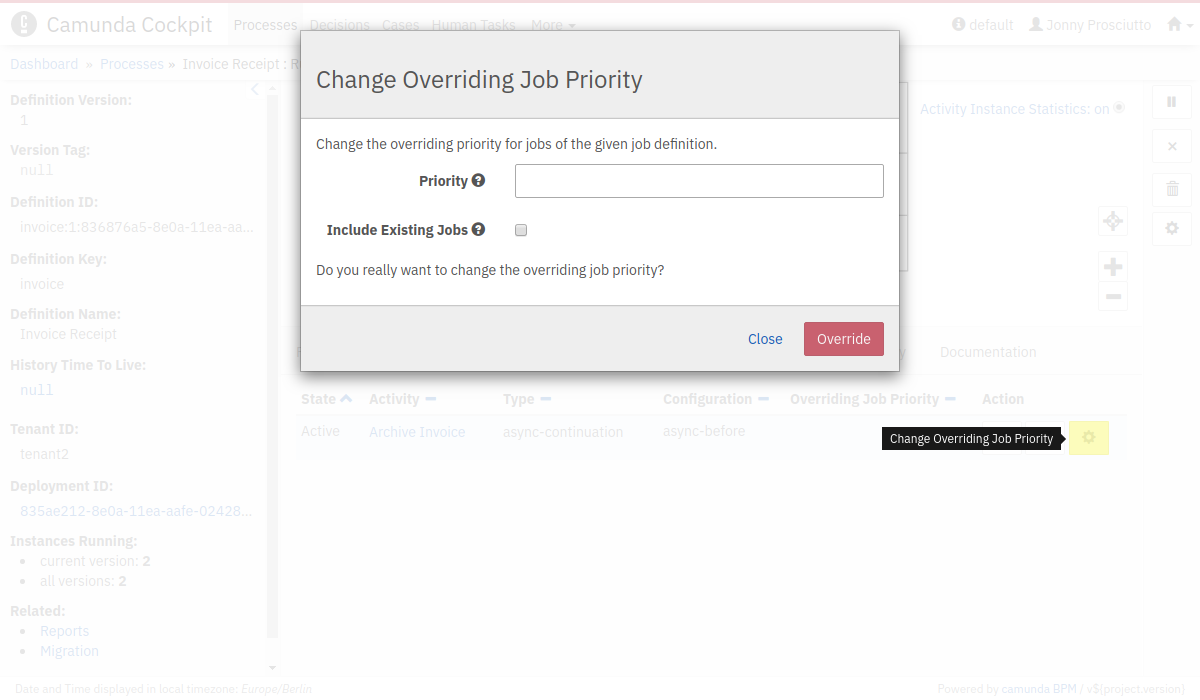 Camunda Cockpit Processes Decisions Cases Human Tasks More default Jonny Prosciutto
Dashboard » Processes » Invoice Receipt : R
Change Overriding Job Priority
Change the overriding priority for jobs of the given job definition.
Priority
Include Existing Jobs
Do you really want to change the overriding job priority?
Close Override
Definition Version:
1
Version Tag:
null
Definition ID:
invoice:1:836876a5-8e0a-11ea-aa...
Definition Key:
invoice
Definition Name:
Invoice Receipt
History Time To Live:
null
Tenant ID:
tenant2
Deployment ID:
835ae212-8e0a-11ea-aafe-02428...
Instances Running:
current version: 2
all versions: 2
Related:
Reports
Migration
Activity Instance Statistics: on
Documentation
State Activity Type Configuration Overriding Job Priority Action
Active Archive Invoice async-continuation async-before
Change Overriding Job Priority
Date and Time displayed in local timezone: Europe/Berlin
Powered by camunda BPM / v${project.version}